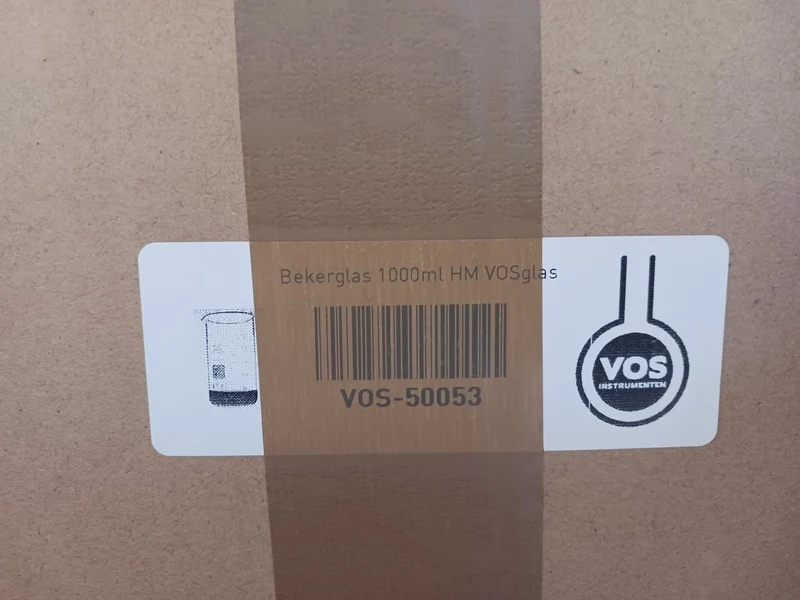 Bekerglas 1000ml HM VOSglas
VOS-50053
VOS
INSTRUMENTEN